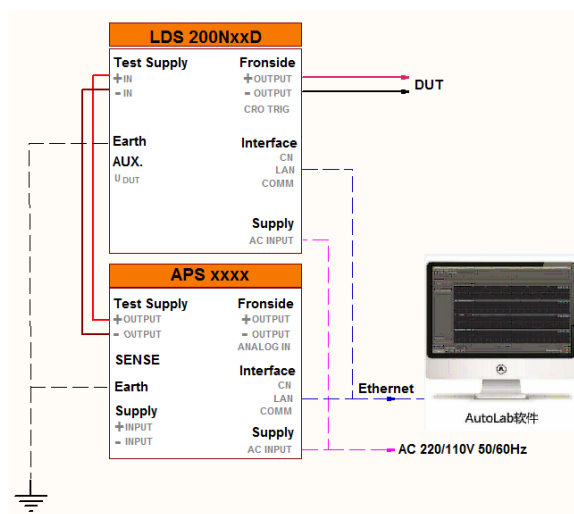 LDS 200NxxD
Test Supply Fronside
+IN +OUTPUT
- IN - OUTPUT
DUT
CRO TRIG
Earth Interface
AUX. CN
U DUT LAN
COMM
Supply
AC INPUT
APS xxxx
Test Supply Fronside
+OUTPUT +OUTPUT
- OUTPUT - OUTPUT
ANALOG IN
SENSE
Interface
Earth CN
LAN
Ethernet
Supply COMM
+INPUT
- INPUT
Supply
AC INPUT
AC 220/110V 50/60Hz
AutoLab软件